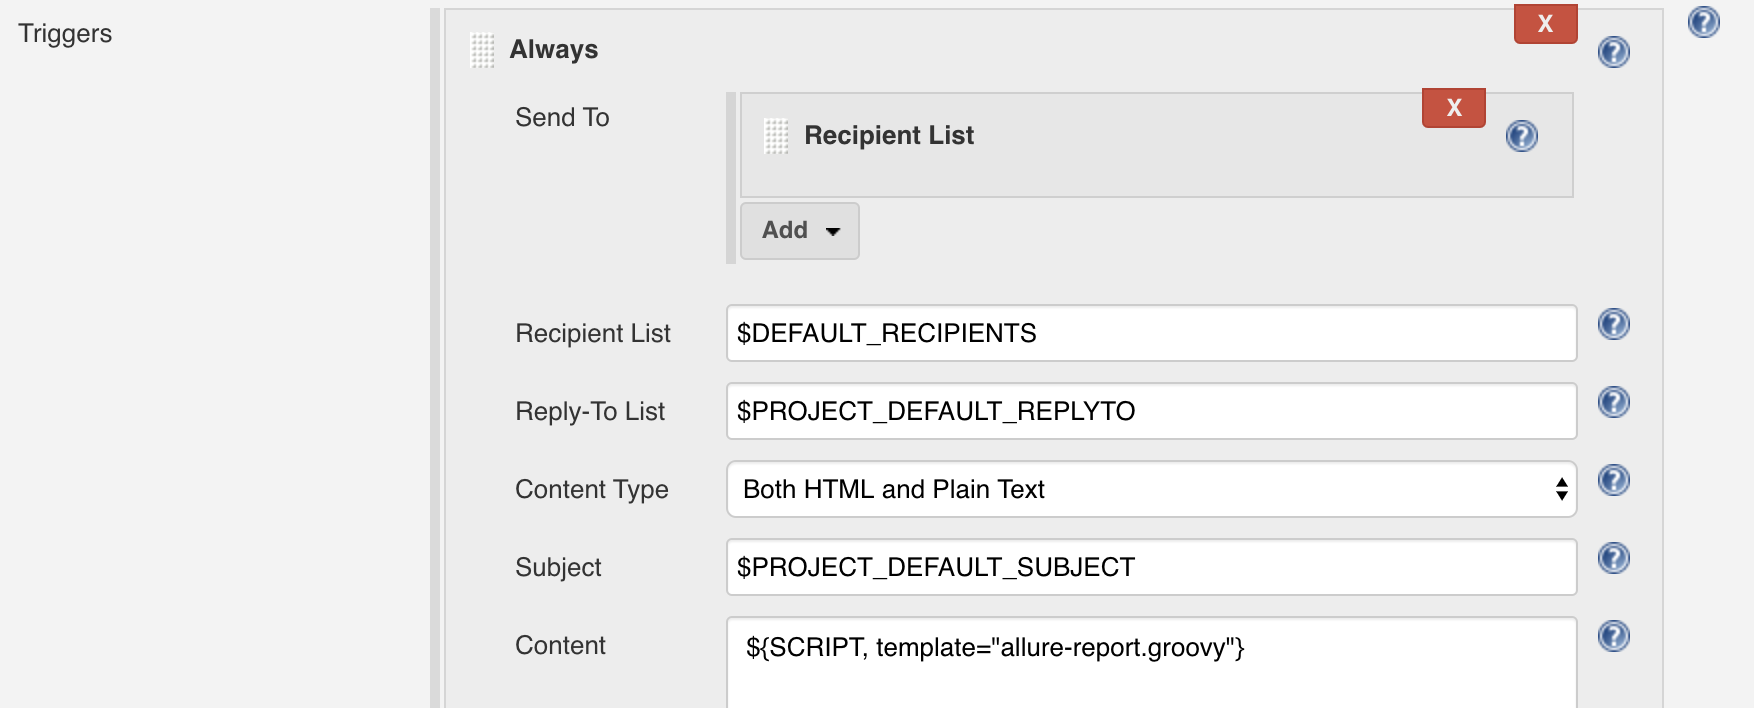 Triggers
X
?
?
Always
Send To
X
Recipient List
?
Add
Recipient List
$DEFAULT_RECIPIENTS
?
Reply-To List
$PROJECT_DEFAULT_REPLYTO
?
Content Type
Both HTML and Plain Text
?
Subject
$PROJECT_DEFAULT_SUBJECT
?
Content
${SCRIPT, template="allure-report.groovy"}
?